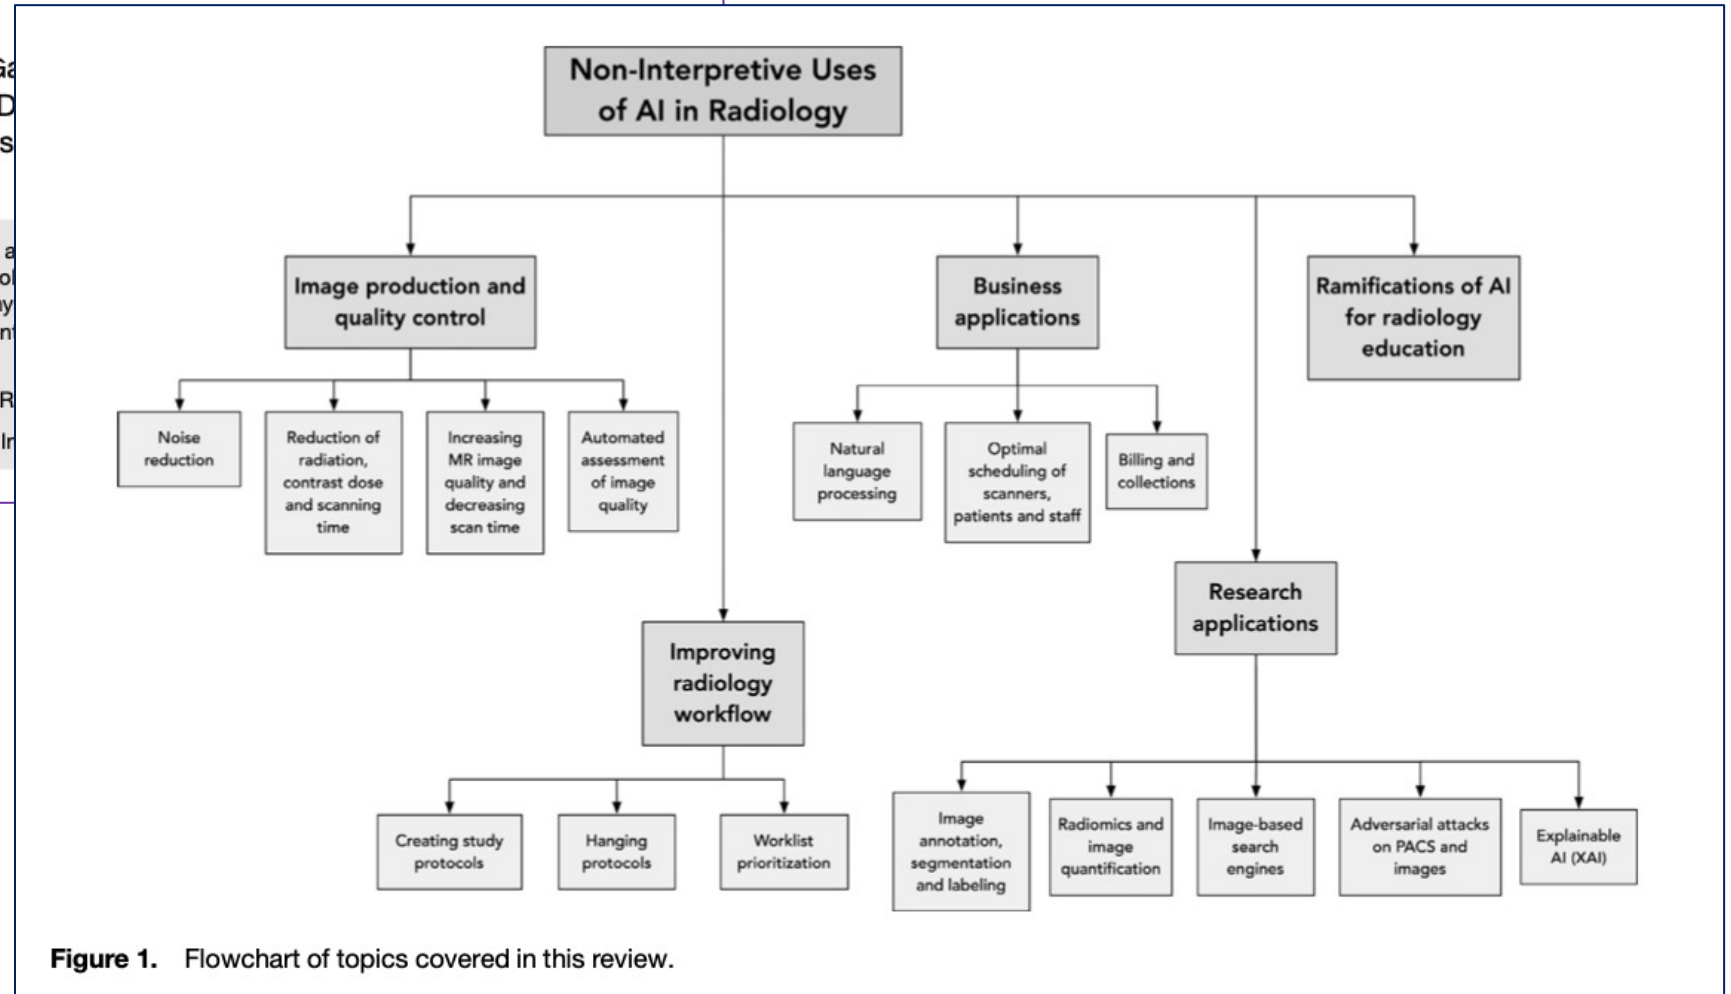 Non-Interpretive Uses
of AI in Radiology
Image production and
quality control
Business
applications
Ramifications of AI
for radiology
education
Noise
reduction
Reduction of
radiation,
contrast dose
and scanning
time
Increasing
MR image
quality and
decreasing
scan time
Automated
assessment
of image
quality
Natural
language
processing
Optimal
scheduling of
scanners,
patients and staff
Billing and
collections
Research
applications
Improving
radiology
workflow
Creating study
protocols
Hanging
protocols
Worklist
prioritization
Image
annotation,
segmentation
and labeling
Radiomics and
image
quantification
Image-based
search
engines
Adversarial attacks
on PACS and
images
Explainable
AI (XAI)
Figure 1. Flowchart of topics covered in this review.